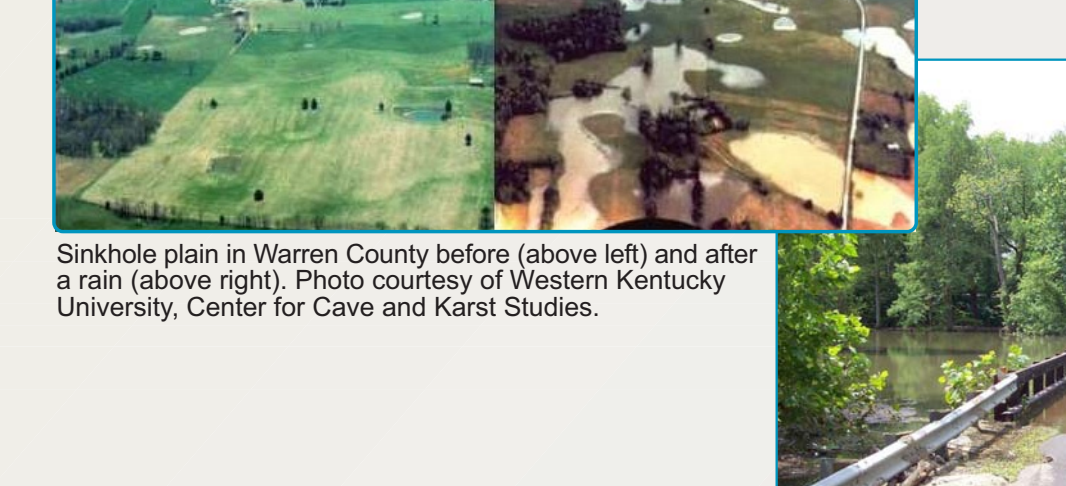 Sinkhole plain in Warren County before (above left) and after
a rain (above right). Photo courtesy of Western Kentucky
University, Center for Cave and Karst Studies.